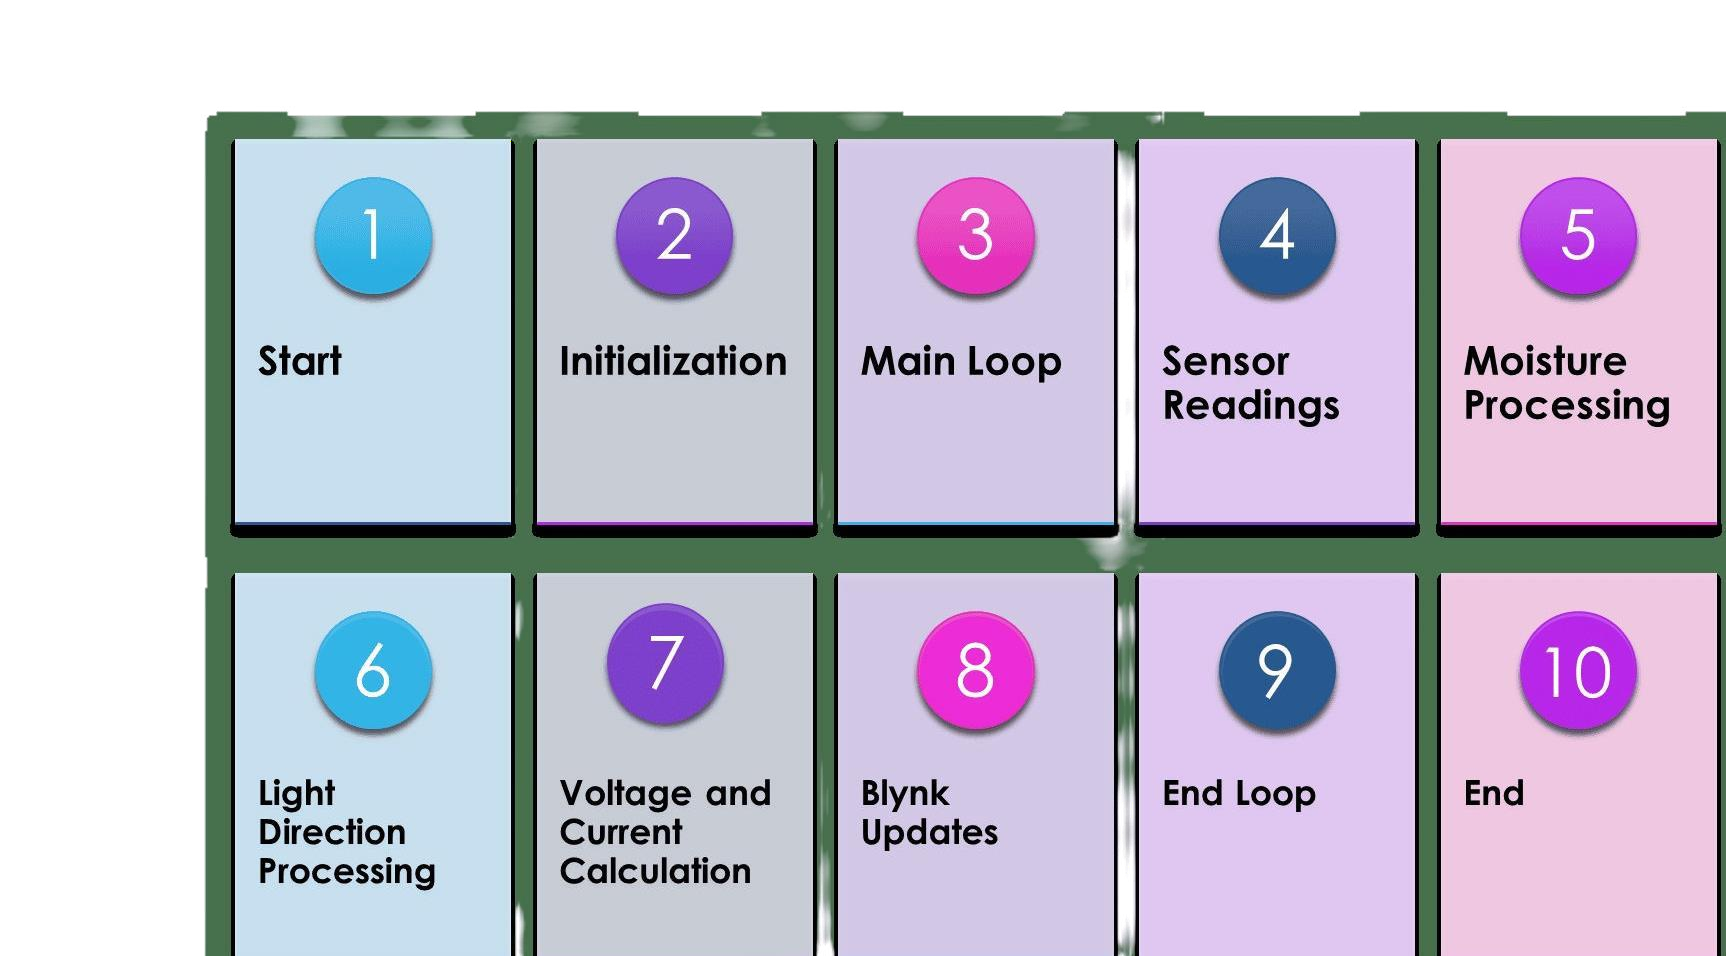 1
Start
2
Initialization
3
Main Loop
4
Sensor
Readings
5
Moisture
Processing
6
Light
Direction
Processing
7
Voltage and
Current
Calculation
8
Blynk
Updates
9
End Loop
10
End